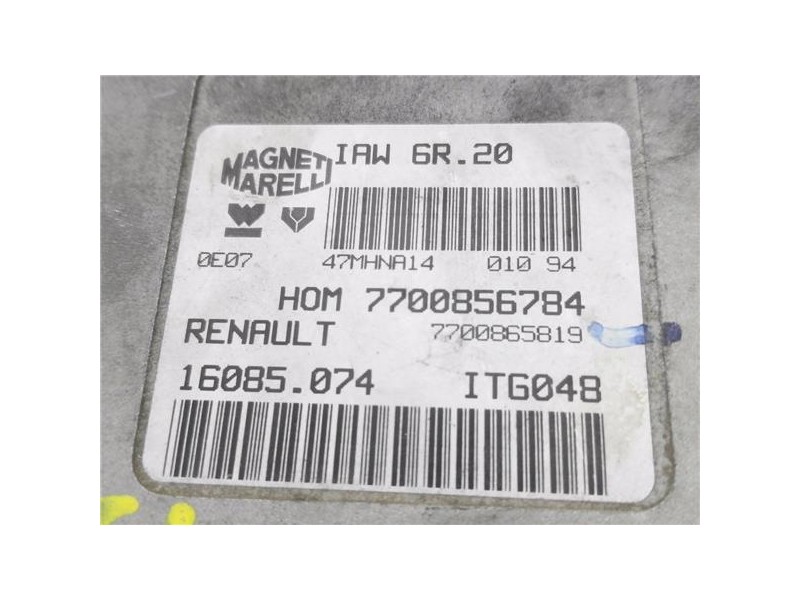 MAGNETI
MARELLI
IAW 6R.20
0E07 47MHNA14 010 94
HOM 7700856784
RENAULT 7700865819
16085.074 ITG048